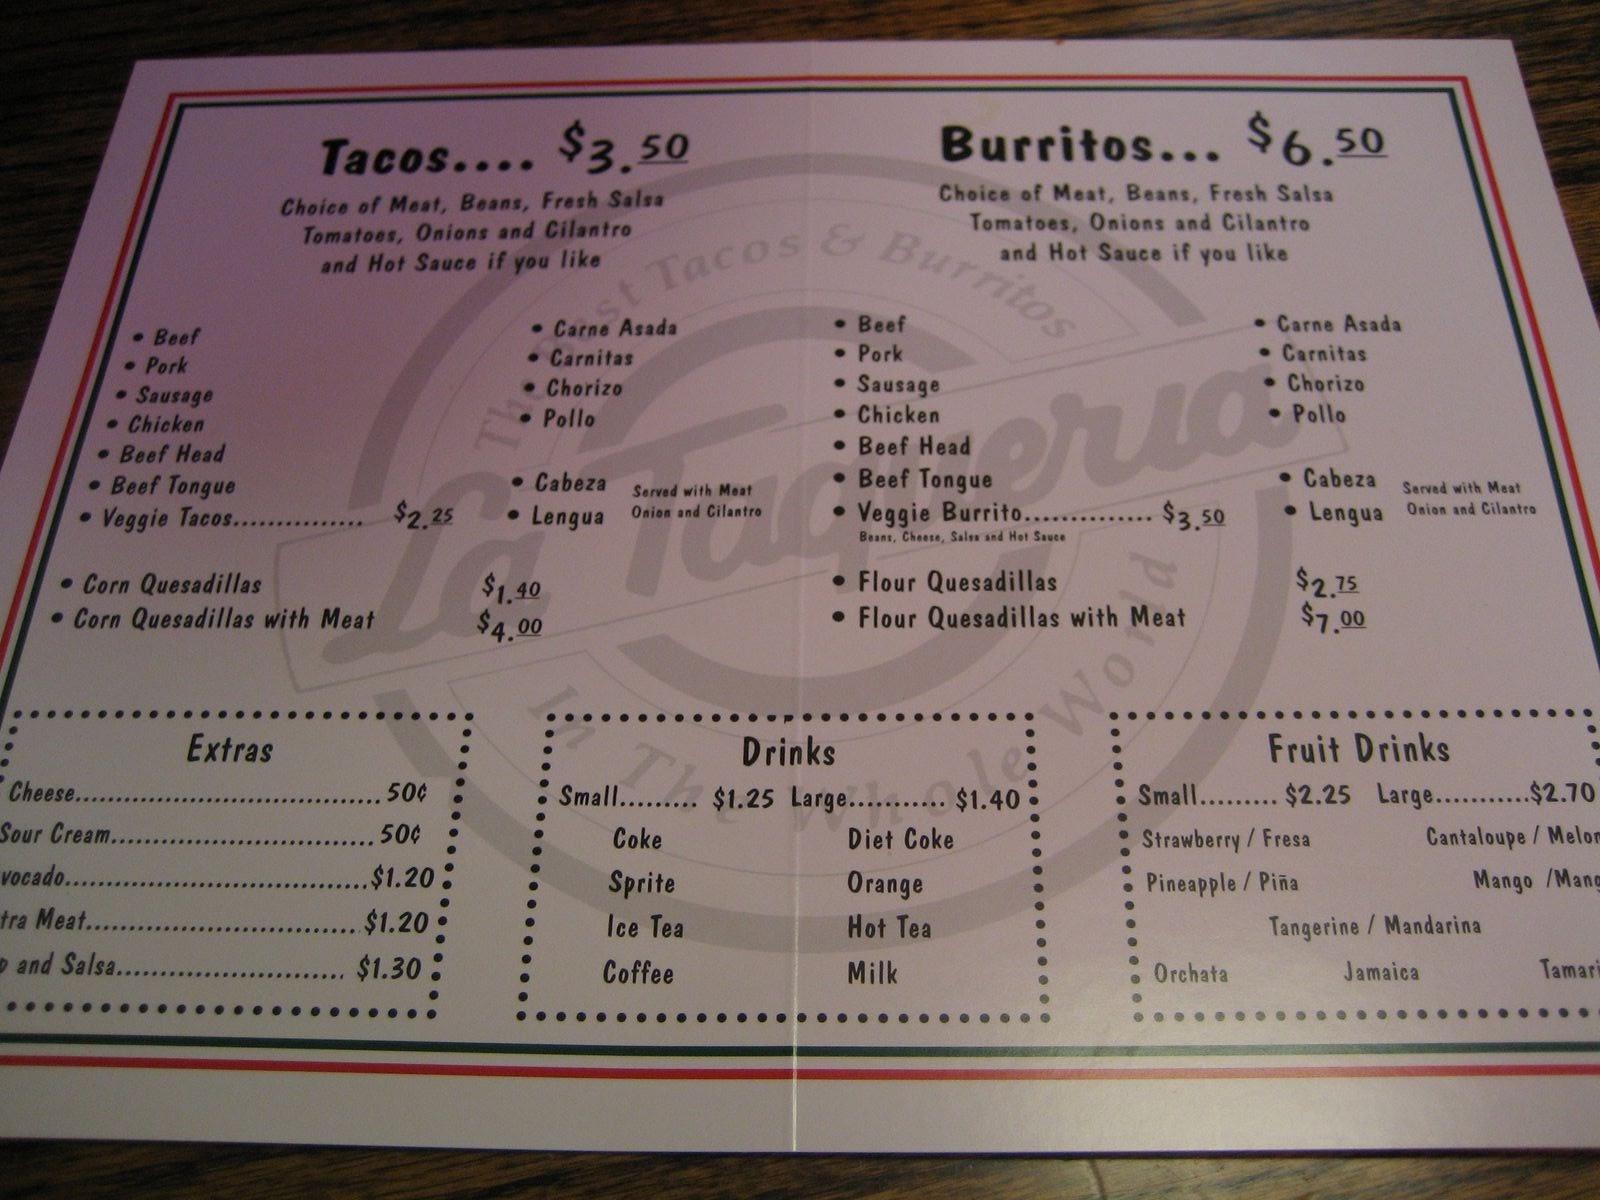 Tacos.... $3.50
Choice of Meat, Beans, Fresh Salsa
Tomatoes, Onions and Cilantro
and Hot Sauce if you like
• Beef
• Pork
• Sausage
• Chicken
• Beef Head
• Beef Tongue
• Veggie Tacos............... $2.25
• Carne Asada
• Carnitas
• Chorizo
• Pollo
• Cabeza
• Lengua
Served with Meat
Onion and Cilantro
• Corn Quesadillas $1.40
• Corn Quesadillas with Meat $4.00
Burritos... $6.50
Choice of Meat, Beans, Fresh Salsa
Tomatoes, Onions and Cilantro
and Hot Sauce if you like
• Beef
• Pork
• Sausage
• Chicken
• Beef Head
• Beef Tongue
• Veggie Burrito.............. $3.50
Beans, Cheese, Salsa and Hot Sauce
• Carne Asada
• Carnitas
• Chorizo
• Pollo
• Cabeza
• Lengua
Served with Meat
Onion and Cilantro
• Flour Quesadillas $2.75
• Flour Quesadillas with Meat $7.00
The Best Tacos & Burritos
La Taqueria
In The Whole World
Extras
Cheese.................................... 50¢
Sour Cream................................ 50¢
vocado.................................... $1.20
tra Meat.................................. $1.20
p and Salsa............................ $1.30
Drinks
Small......... $1.25 Large........... $1.40
Coke Diet Coke
Sprite Orange
Ice Tea Hot Tea
Coffee Milk
Fruit Drinks
Small......... $2.25 Large...........$2.70
Strawberry / Fresa Cantaloupe / Melon
Pineapple / Piña Mango /Mang
Tangerine / Mandarina
Orchata Jamaica Tamari